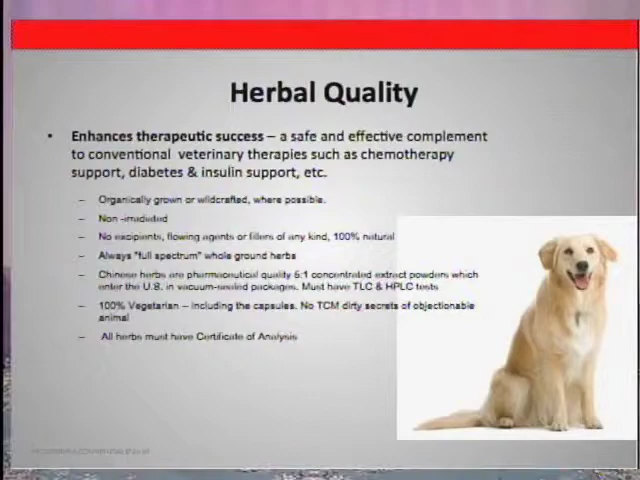 Herbal Quality
• Enhances therapeutic success – a safe and effective complement
to conventional veterinary therapies such as chemotherapy
support, diabetes & insulin support, etc.
– Organically grown or wildcrafted, where possible.
– Non -irradiated
– No excipients, flowing agents or fillers of any kind, 100% natural
– Always "full spectrum" whole ground herbs
– Chinese herbs are pharmaceutical quality 5:1 concentrated extract powders which
enter the U.S. in vacuum-sealed packages. Must have TLC & HPLC tests
– 100% Vegetarian – including the capsules. No TCM dirty secrets of objectionable
animal
– All herbs must have Certificate of Analysis